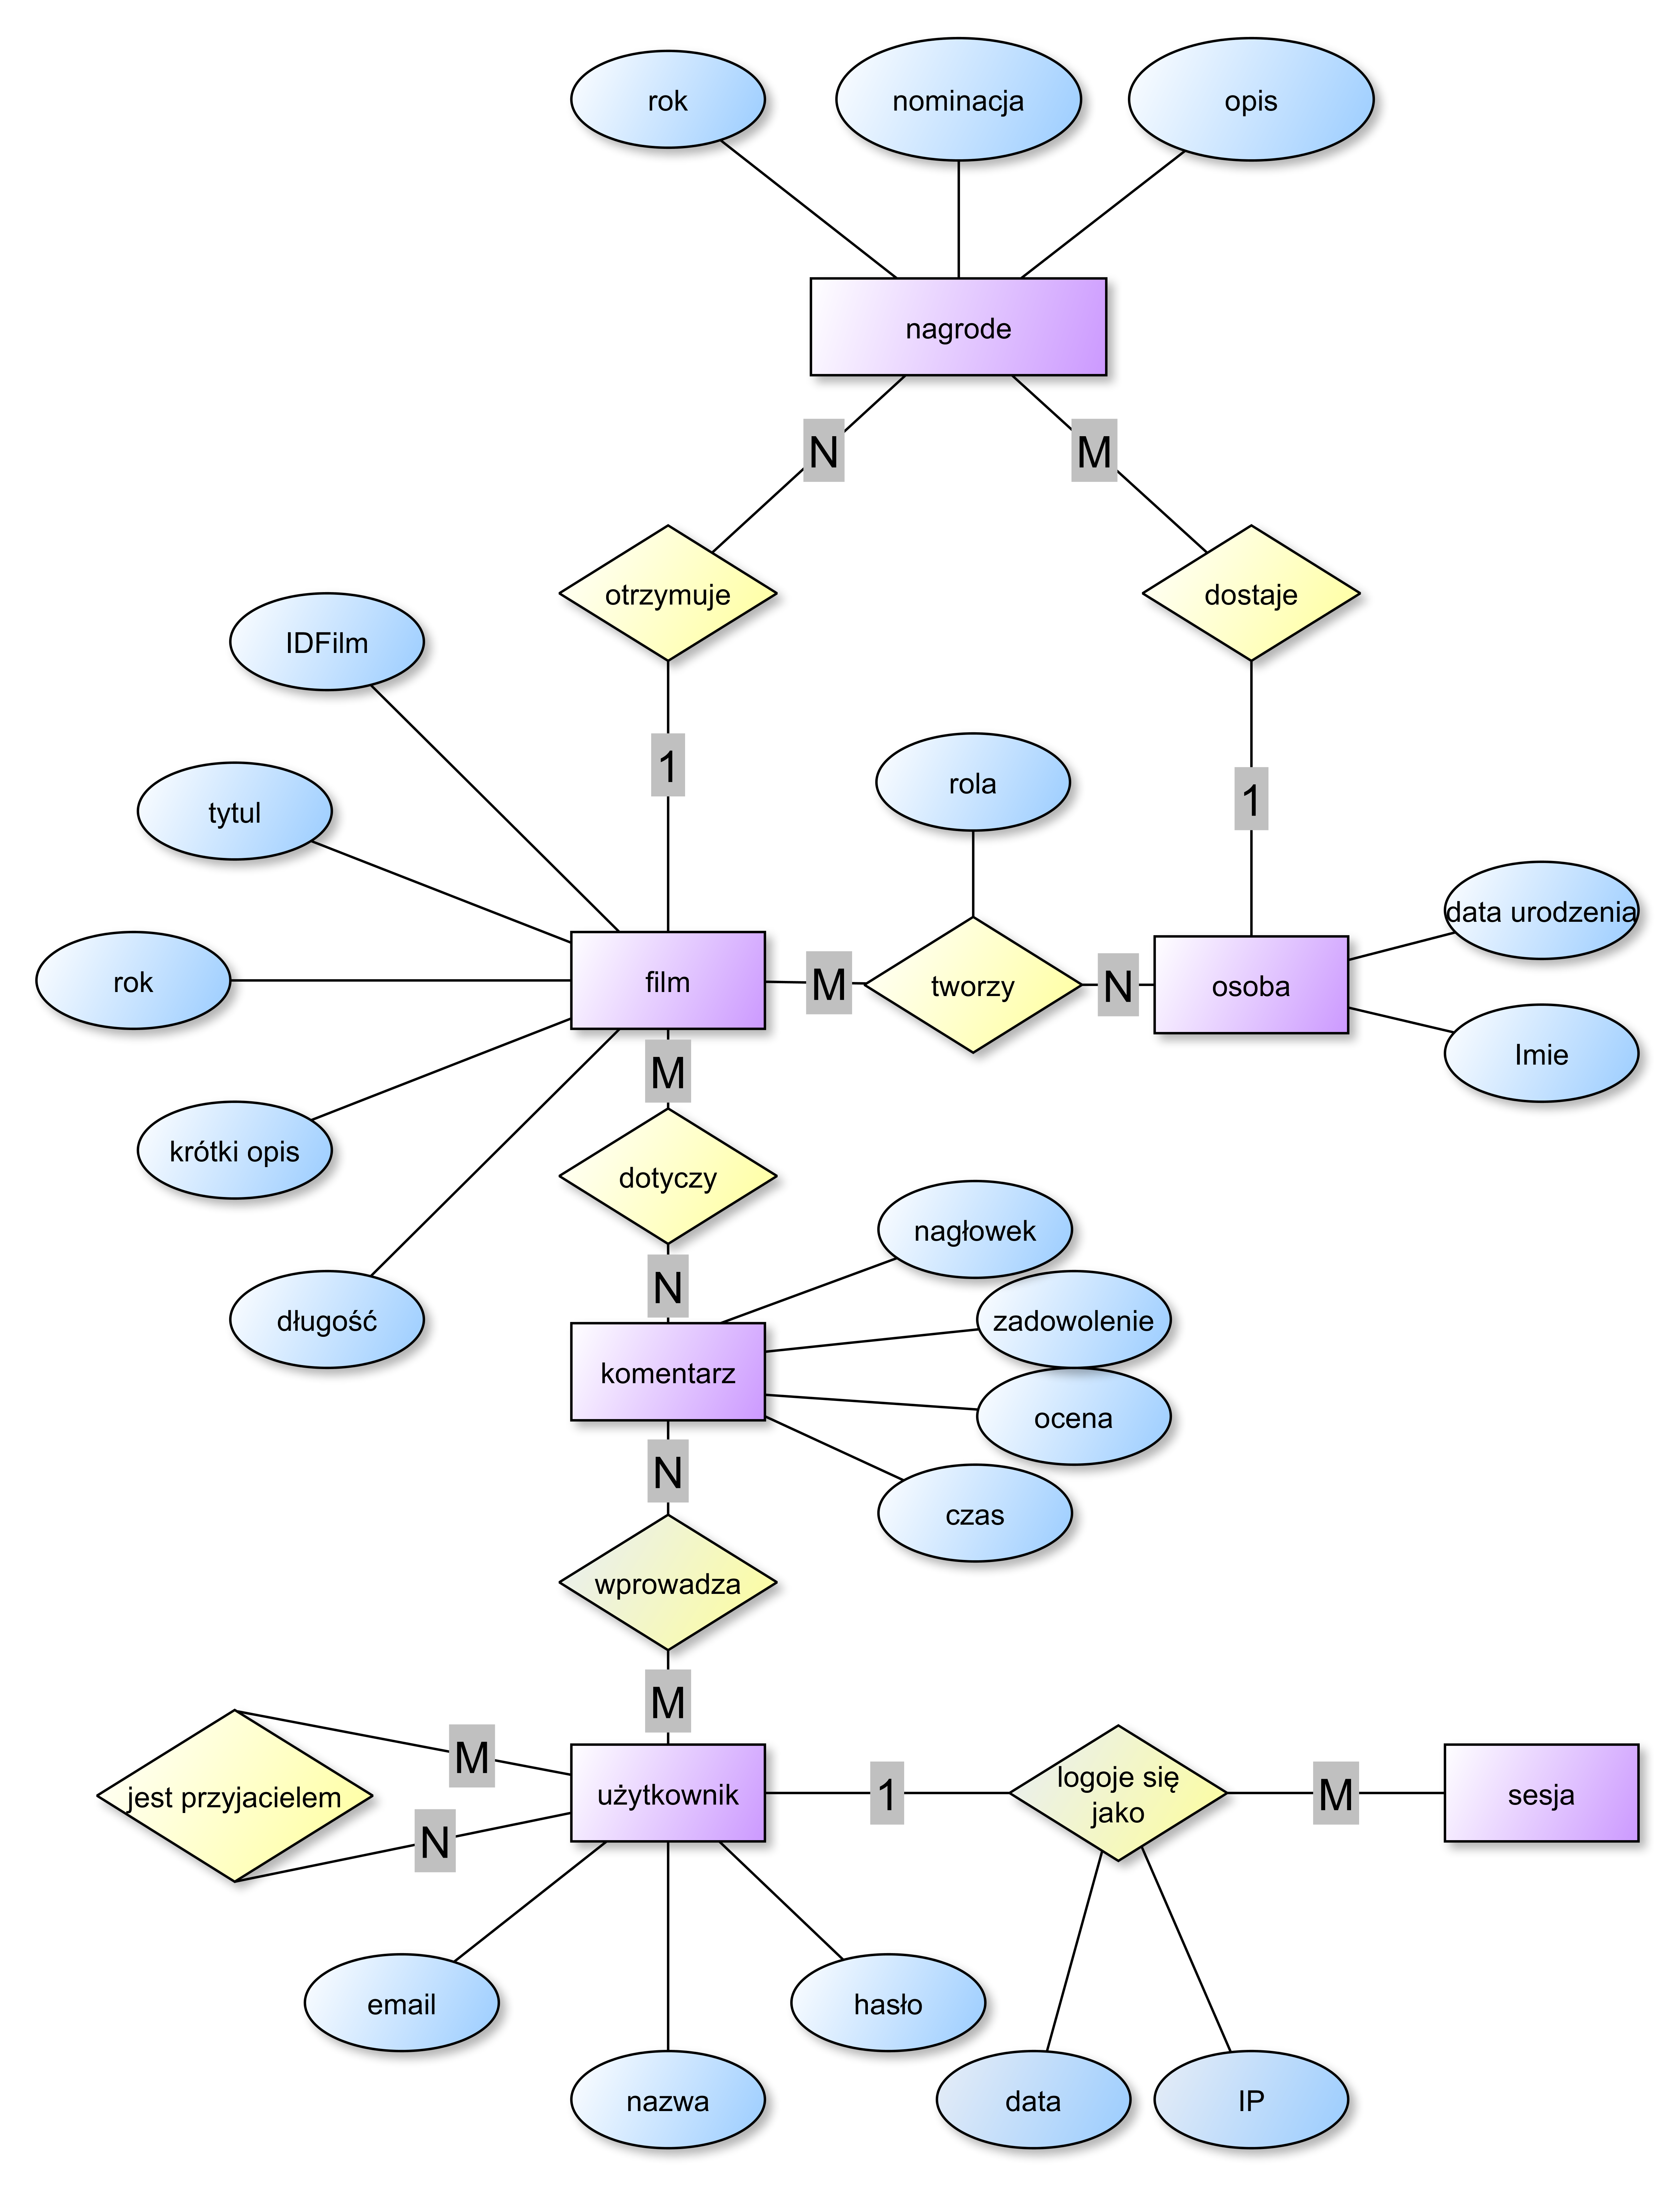 rok
nominacja
opis
nagrode
N
M
otrzymuje
dostaje
IDFilm
1
rola
1
tytul
data urodzenia
rok
film
M
tworzy
N
osoba
Imie
M
krótki opis
dotyczy
nagłowek
N
zadowolenie
długość
komentarz
ocena
N
czas
wprowadza
M
M
jest przyjacielem
użytkownik
1
logoje się
jako
M
sesja
N
email
hasło
nazwa
data
IP